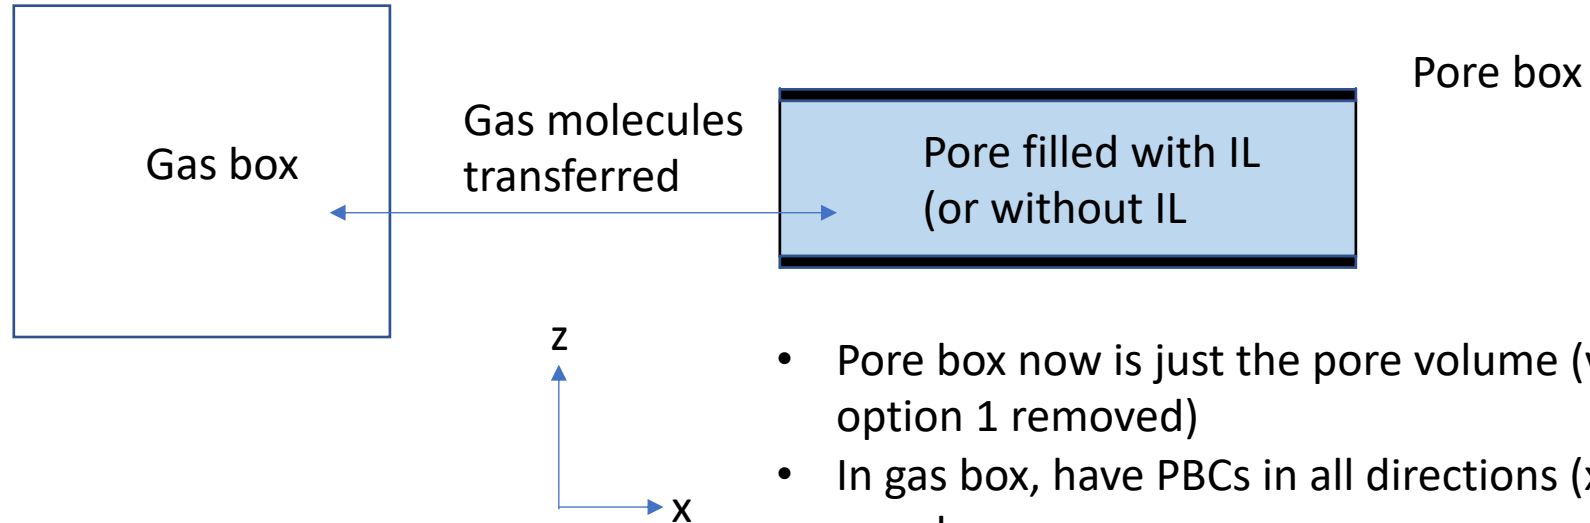 Pore box
Gas box
Gas molecules
transferred
Pore filled with IL
(or without IL
z
x
• Pore box now is just the pore volume
option 1 removed)
• In gas box, have PBCs in all directions